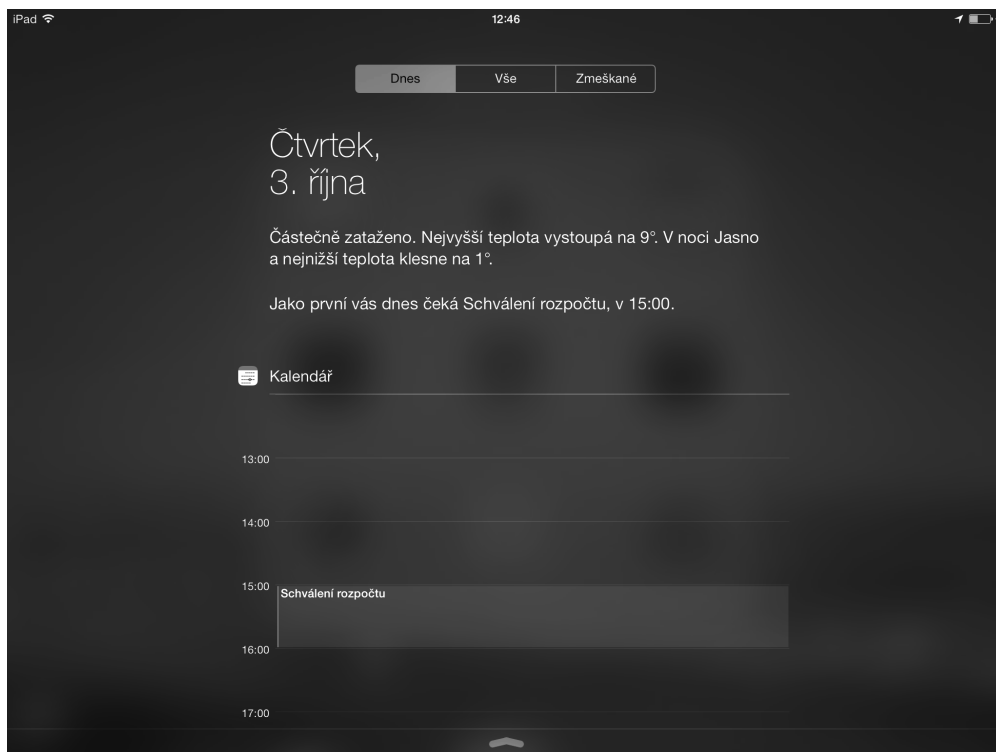 iPad 12:46
Dnes Vše Zmeškané
Čtvrtek,
3. října
Částečně zataženo. Nejvyšší teplota vystoupá na 9°. V noci Jasno
a nejnižší teplota klesne na 1°.
Jako první vás dnes čeká Schválení rozpočtu, v 15:00.
Kalendář
13:00
14:00
15:00 Schválení rozpočtu
16:00
17:00